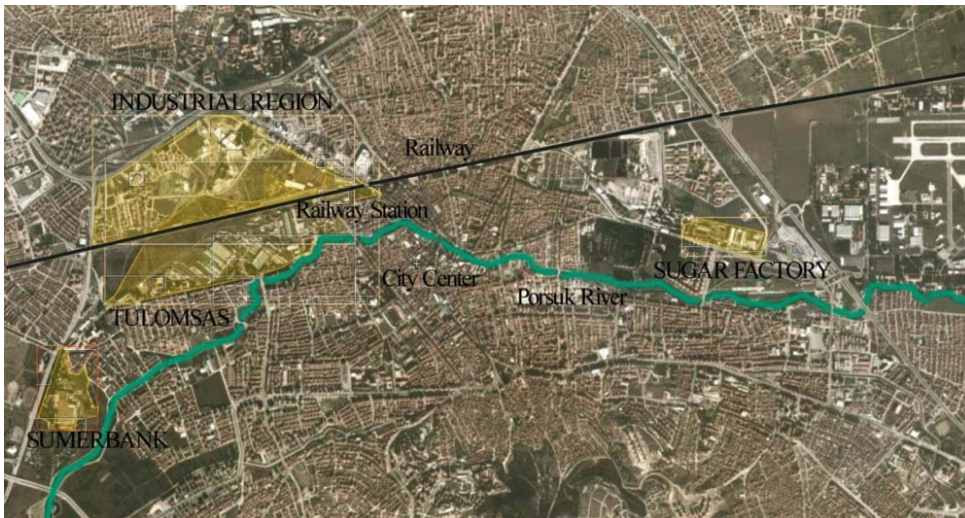 INDUSTRIAL REGION
Railway
Railway Station
City Center
SUGAR FACTORY
Porsuk River
TULOMSAS
SUMERBANK